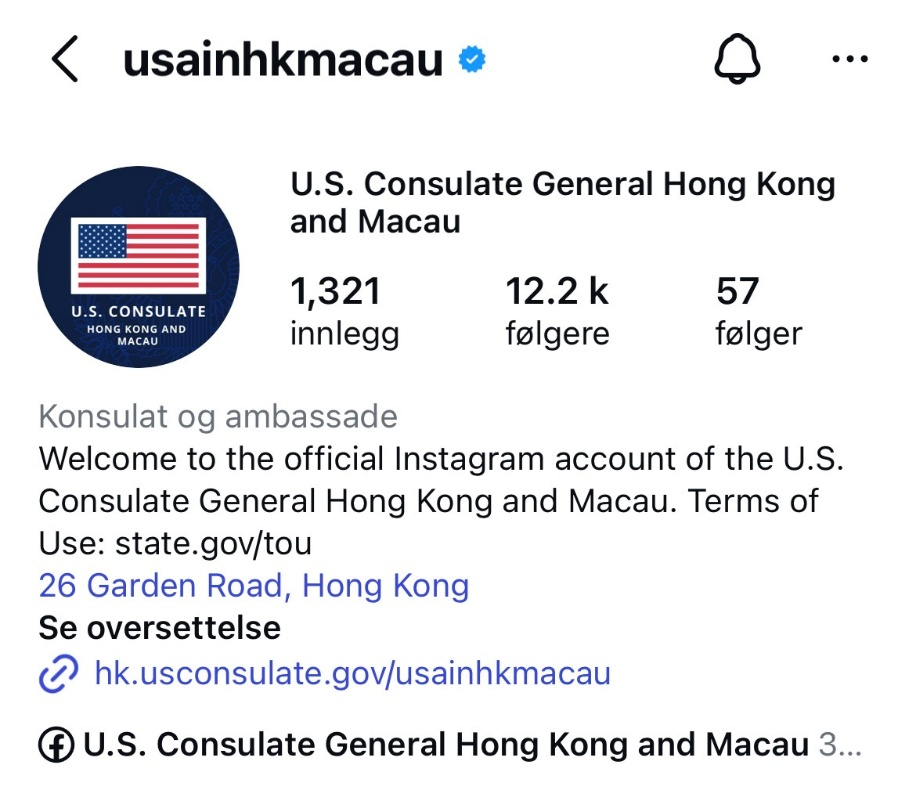 usainhkmacau
U.S. CONSULATE
HONG KONG AND
MACAU
U.S. Consulate General Hong Kong
and Macau
1,321 12.2 k 57
innlegg følgere følger
Konsulat og ambassade
Welcome to the official Instagram account of the U.S.
Consulate General Hong Kong and Macau. Terms of
Use: state.gov/tou
26 Garden Road, Hong Kong
Se oversettelse
hk.usconsulate.gov/usainhkmacau
U.S. Consulate General Hong Kong and Macau 3...